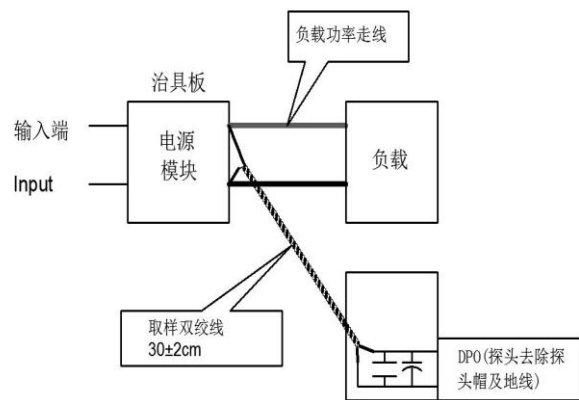 负载功率走线
治具板
输入端
Input
电源
模块
负载
取样双绞线
30±2cm
DPO(探头去除探
头帽及地线)